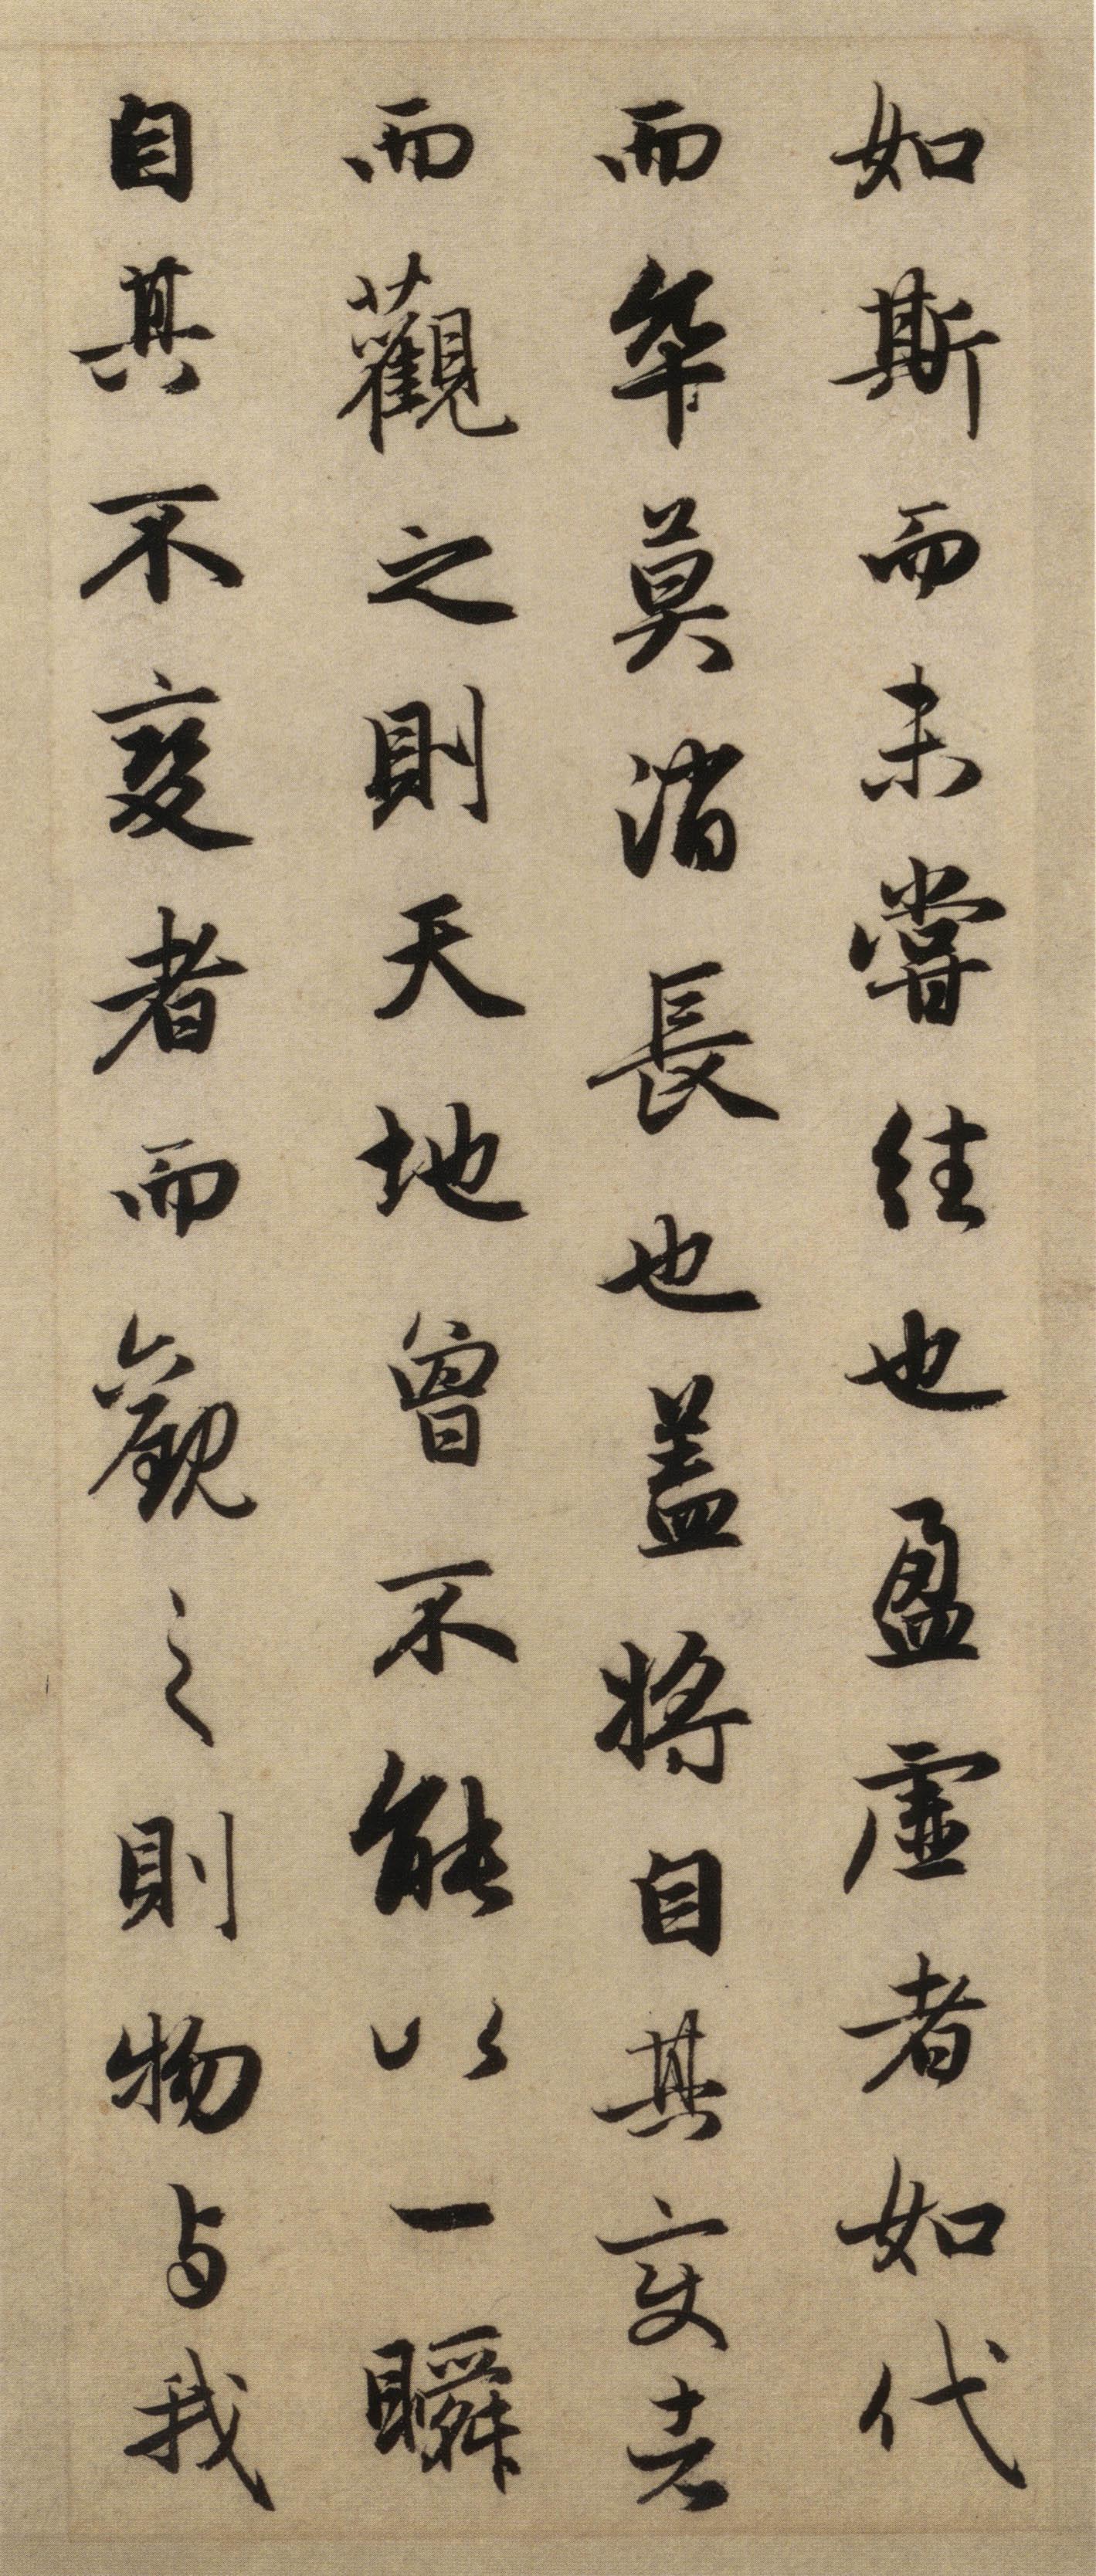 如斯而未嘗往也盈虛者如代
而卒莫消長也蓋將自其变者
而觀之則天地曾不能以一瞬
自其不變者而觀之則物与我